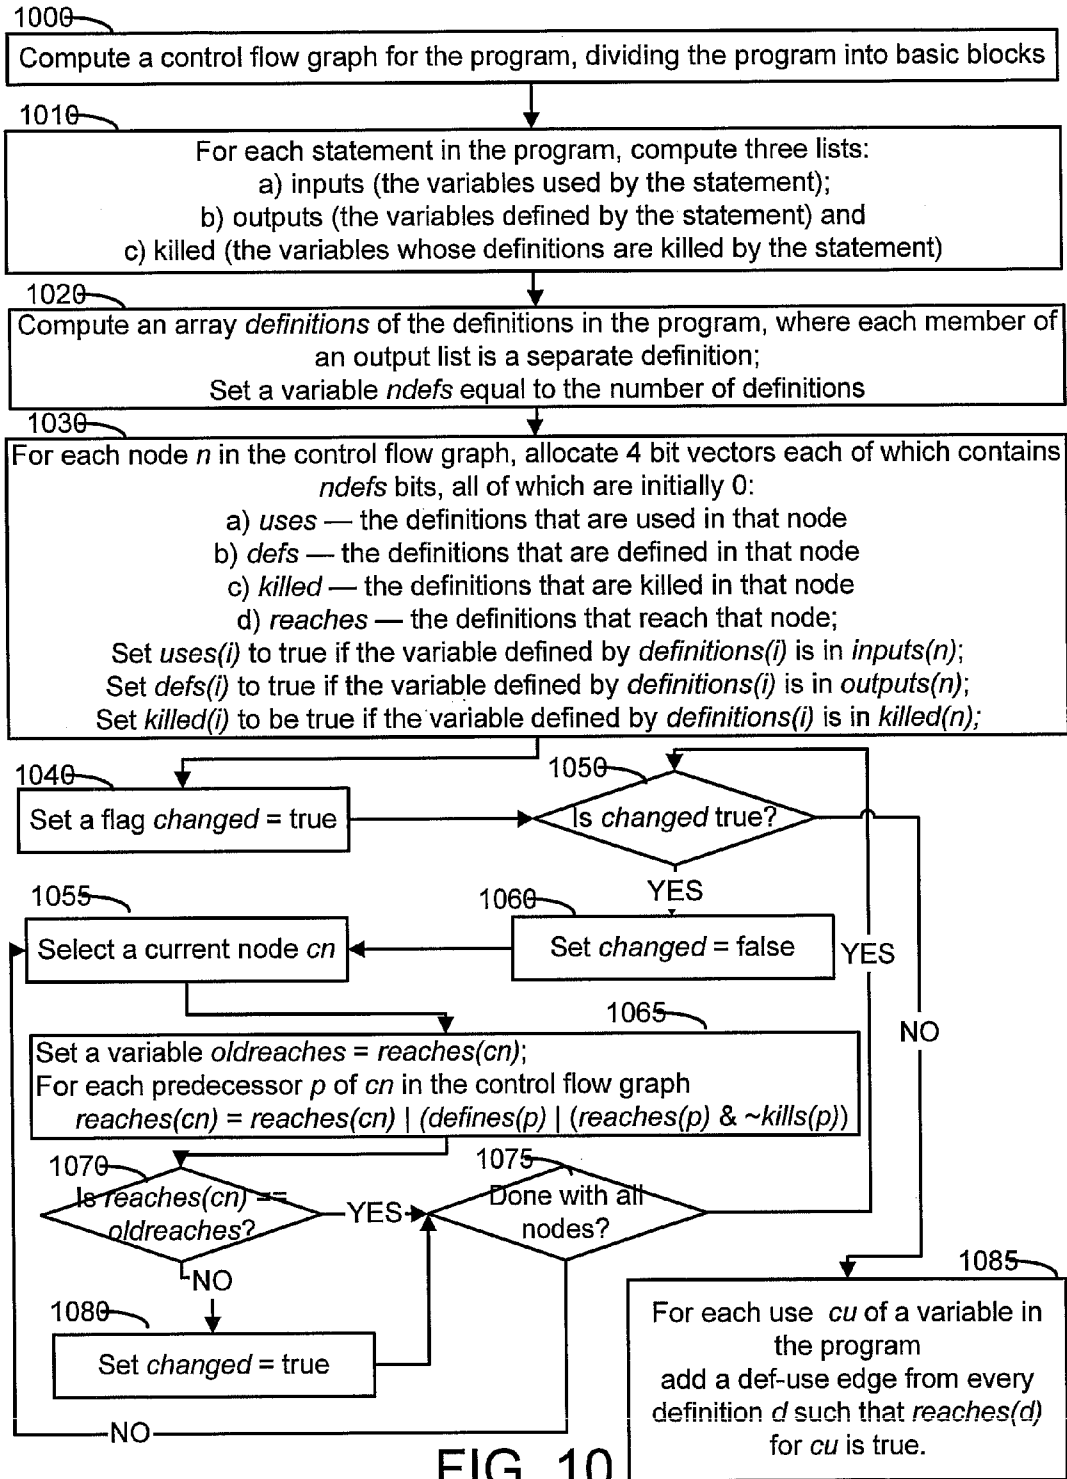 1000
Compute a control flow graph for the program, dividing the program into basic blocks
1010
For each statement in the program, compute three lists:
a) inputs (the variables used by the statement);
b) outputs (the variables defined by the statement) and
c) killed (the variables whose definitions are killed by the statement)
1020
Compute an array definitions of the definitions in the program, where each member of
an output list is a separate definition;
Set a variable ndefs equal to the number of definitions
1030
For each node n in the control flow graph, allocate 4 bit vectors each of which contains
ndefs bits, all of which are initially 0:
a) uses — the definitions that are used in that node
b) defs — the definitions that are defined in that node
c) killed — the definitions that are killed in that node
d) reaches — the definitions that reach that node;
Set uses(i) to true if the variable defined by definitions(i) is in inputs(n);
Set defs(i) to true if the variable defined by definitions(i) is in outputs(n);
Set killed(i) to be true if the variable defined by definitions(i) is in killed(n);
1040
Set a flag changed = true
1050
Is changed true?
YES
1055
Select a current node cn
1060
Set changed = false
YES
NO
1065
Set a variable oldreaches = reaches(cn);
For each predecessor p of cn in the control flow graph
reaches(cn) = reaches(cn) | (defines(p) | (reaches(p) & ~kills(p))
1070
Is reaches(cn) ==
oldreaches?
YES
1075
Done with all
nodes?
NO
1080
Set changed = true
NO
1085
For each use cu of a variable in
the program
add a def-use edge from every
definition d such that reaches(d)
for cu is true.
FIG. 10